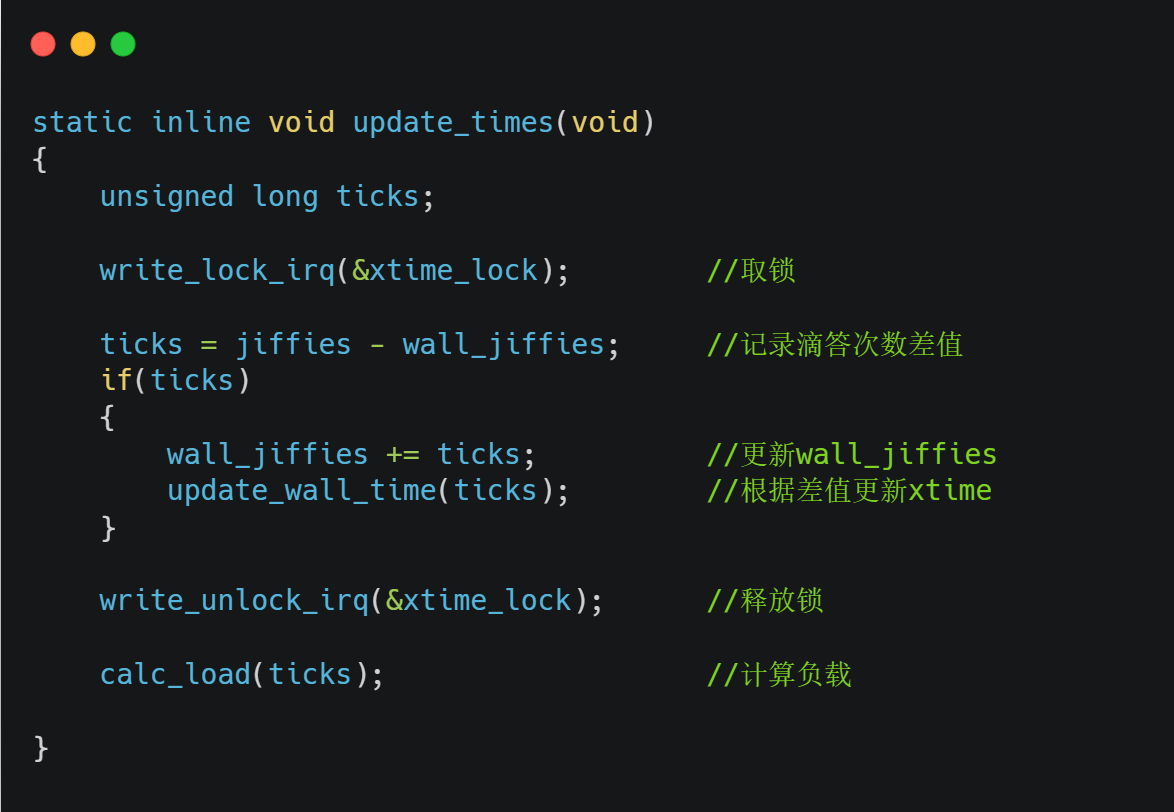 static inline void update_times(void)
{
    unsigned long ticks;
    write_lock_irq(&xtime_lock);        //取锁
    ticks = jiffies - wall_jiffies;     //记录滴答次数差值
    if(ticks)
    {
        wall_jiffies += ticks;          //更新wall_jiffies
        update_wall_time(ticks);        //根据差值更新xtime
    }
    write_unlock_irq(&xtime_lock);      //释放锁
    calc_load(ticks);                   //计算负载
}